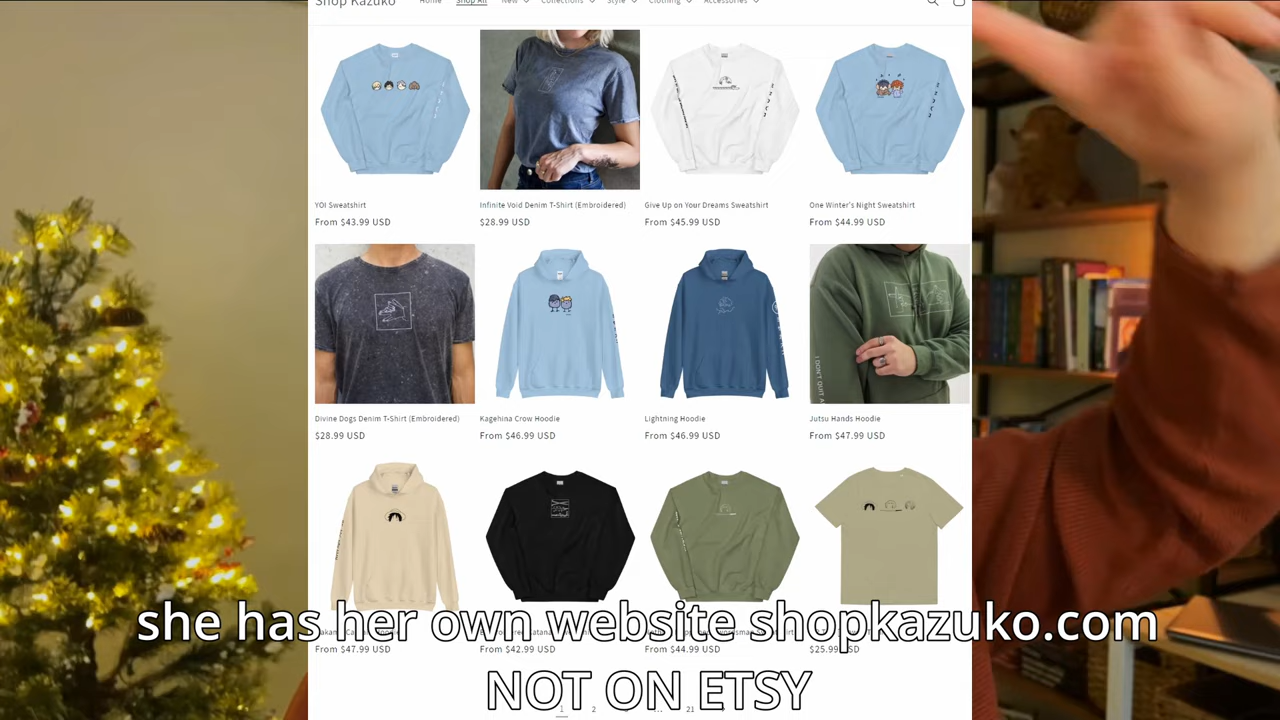 Shop Kazuko Home Shop All New Collections Style Clothing Accessories
YOI Sweatshirt
From $43.99 USD
Infinite Void Denim T-Shirt (Embroidered)
$28.99 USD
Give Up on Your Dreams Sweatshirt
From $45.99 USD
One Winter's Night Sweatshirt
From $44.99 USD
Divine Dogs Denim T-Shirt (Embroidered)
$28.99 USD
Kagehina Crow Hoodie
From $46.99 USD
Lightning Hoodie
From $46.99 USD
Jutsu Hands Hoodie
From $47.99 USD
From $47.99 USD
From $42.99 USD
From $44.99 USD
$25.99 USD
she has her own website shopkazuko.com
NOT ON ETSY
1 2 ... 21